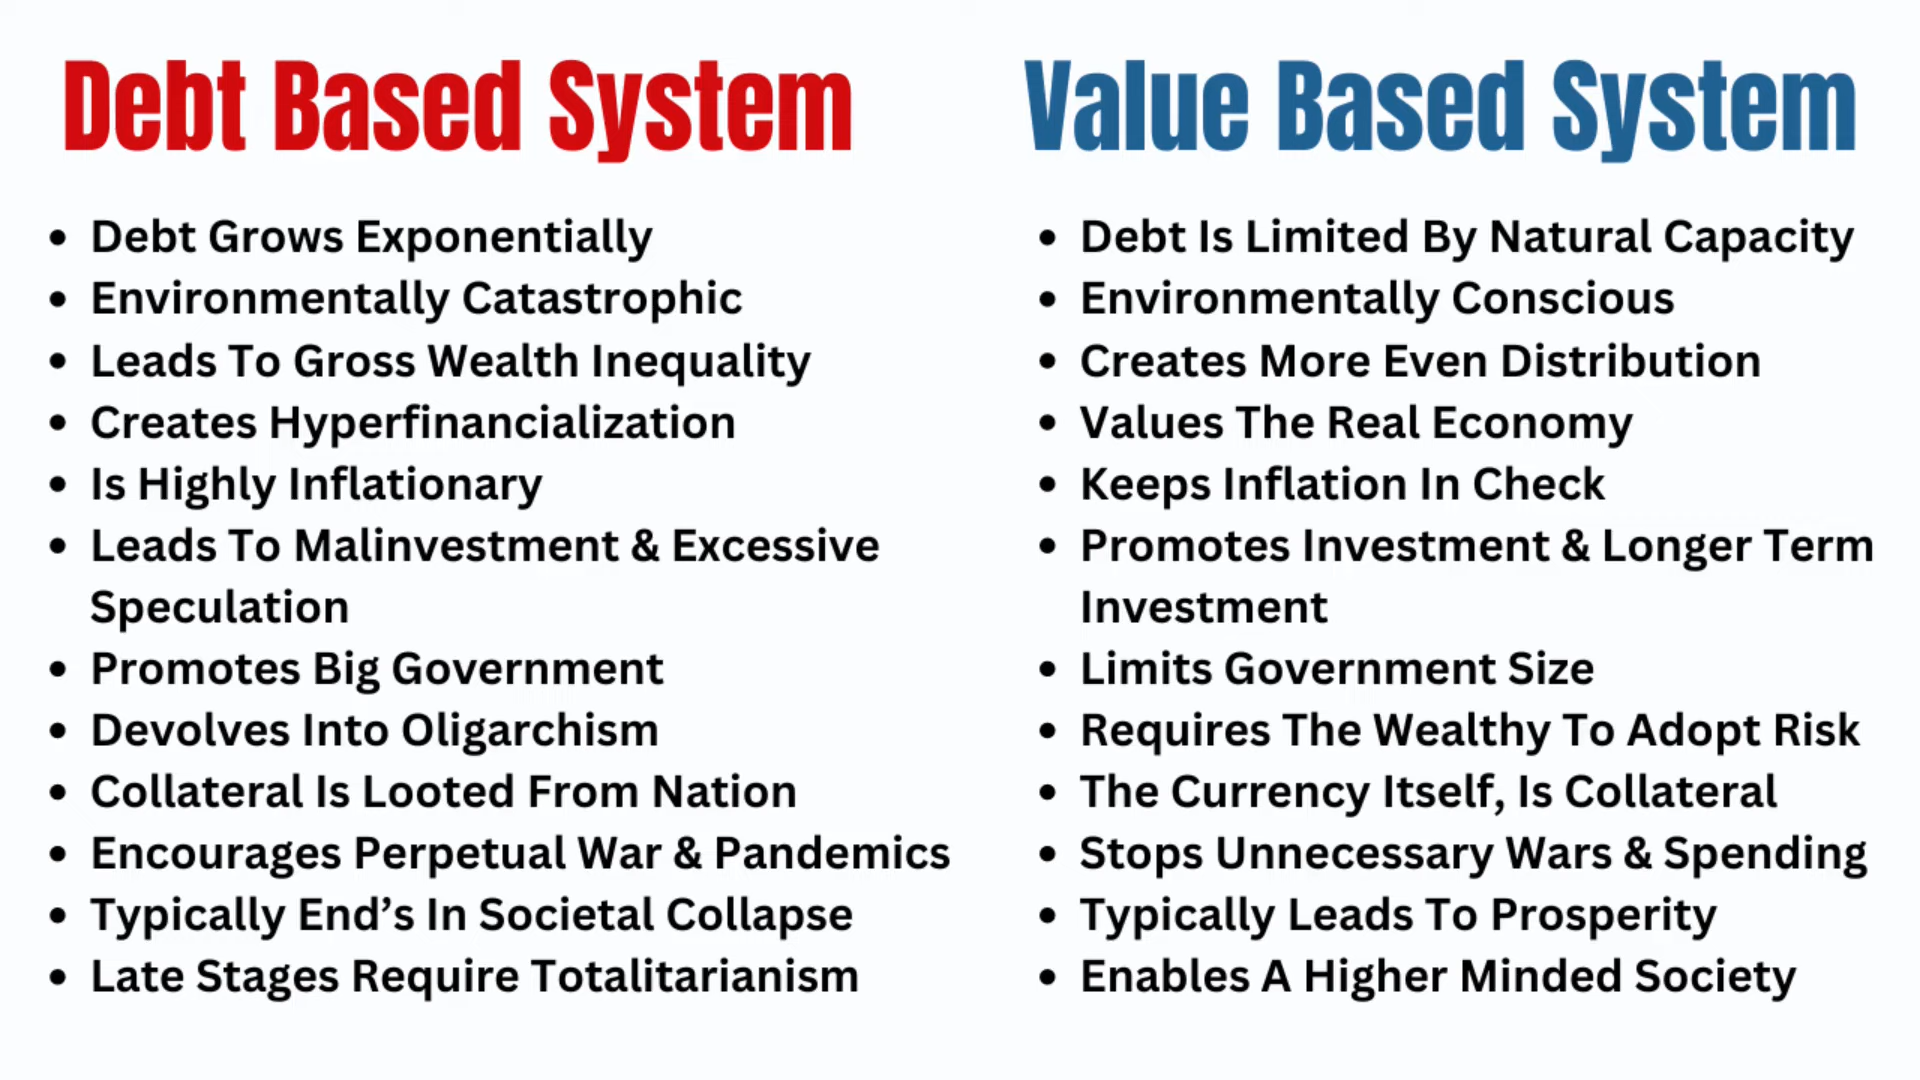 Debt Based System
• Debt Grows Exponentially
• Environmentally Catastrophic
• Leads To Gross Wealth Inequality
• Creates Hyperfinancialization
• Is Highly Inflationary
• Leads To Malinvestment & Excessive
Speculation
• Promotes Big Government
• Devolves Into Oligarchism
• Collateral Is Looted From Nation
• Encourages Perpetual War & Pandemics
• Typically End’s In Societal Collapse
• Late Stages Require Totalitarianism
Value Based System
• Debt Is Limited By Natural Capacity
• Environmentally Conscious
• Creates More Even Distribution
• Values The Real Economy
• Keeps Inflation In Check
• Promotes Investment & Longer Term
Investment
• Limits Government Size
• Requires The Wealthy To Adopt Risk
• The Currency Itself, Is Collateral
• Stops Unnecessary Wars & Spending
• Typically Leads To Prosperity
• Enables A Higher Minded Society